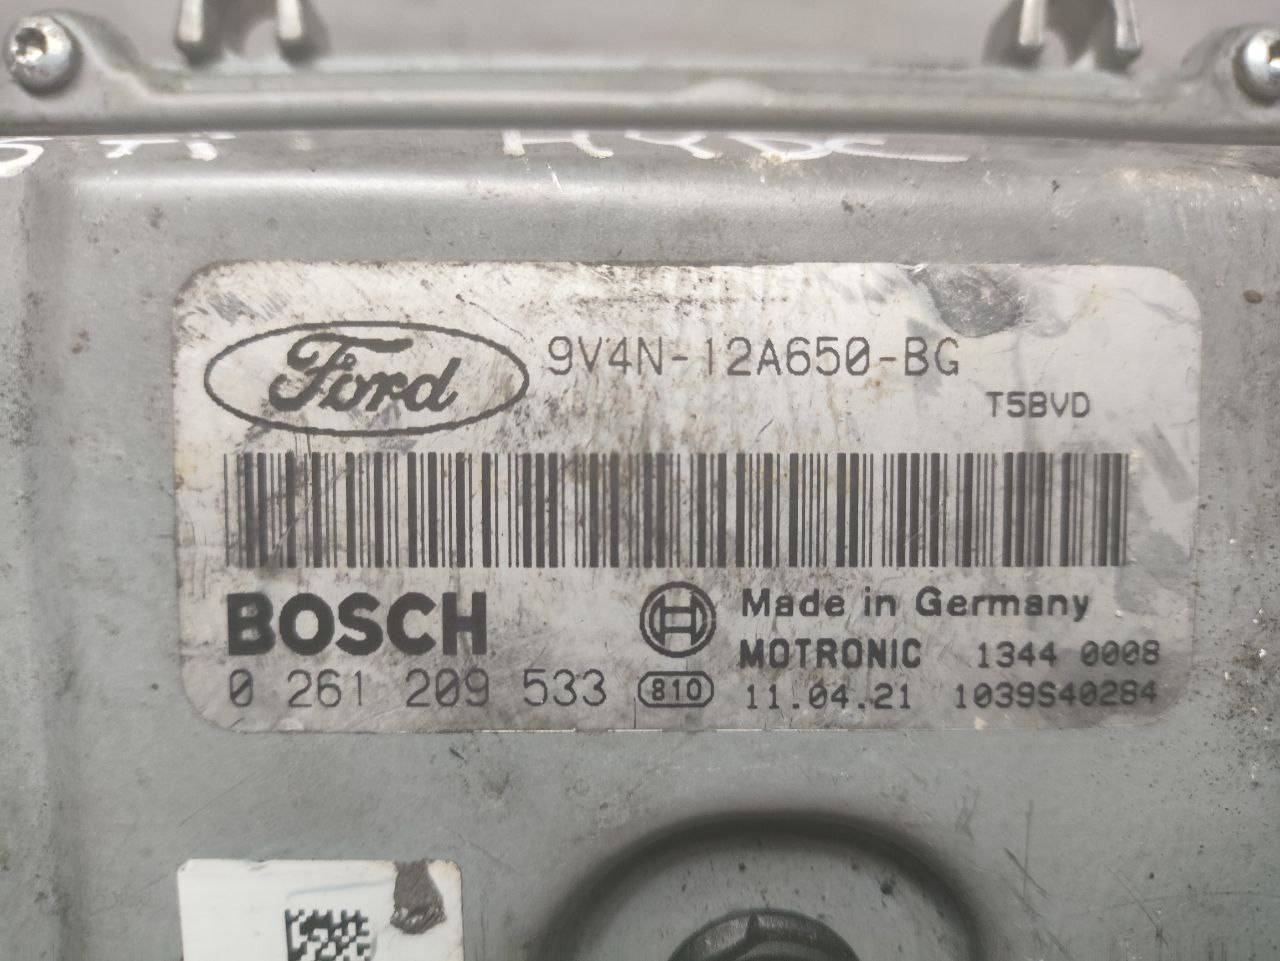 Ford
9V4N-12A650-BG
T5BVD
BOSCH
Made in Germany
MOTRONIC 1344 0008
0 261 209 533 810 11.04.21 1039S40284